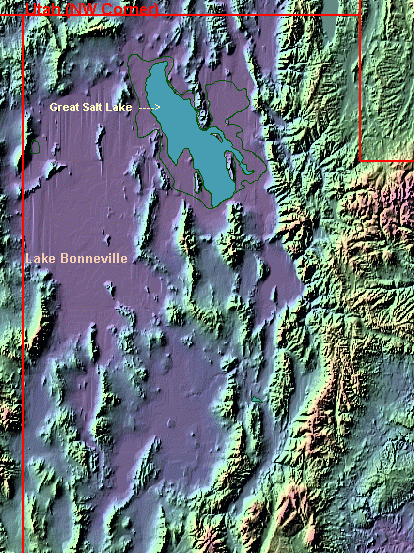 Utah (NW Corner)
Great Salt Lake ---->
Lake Bonneville